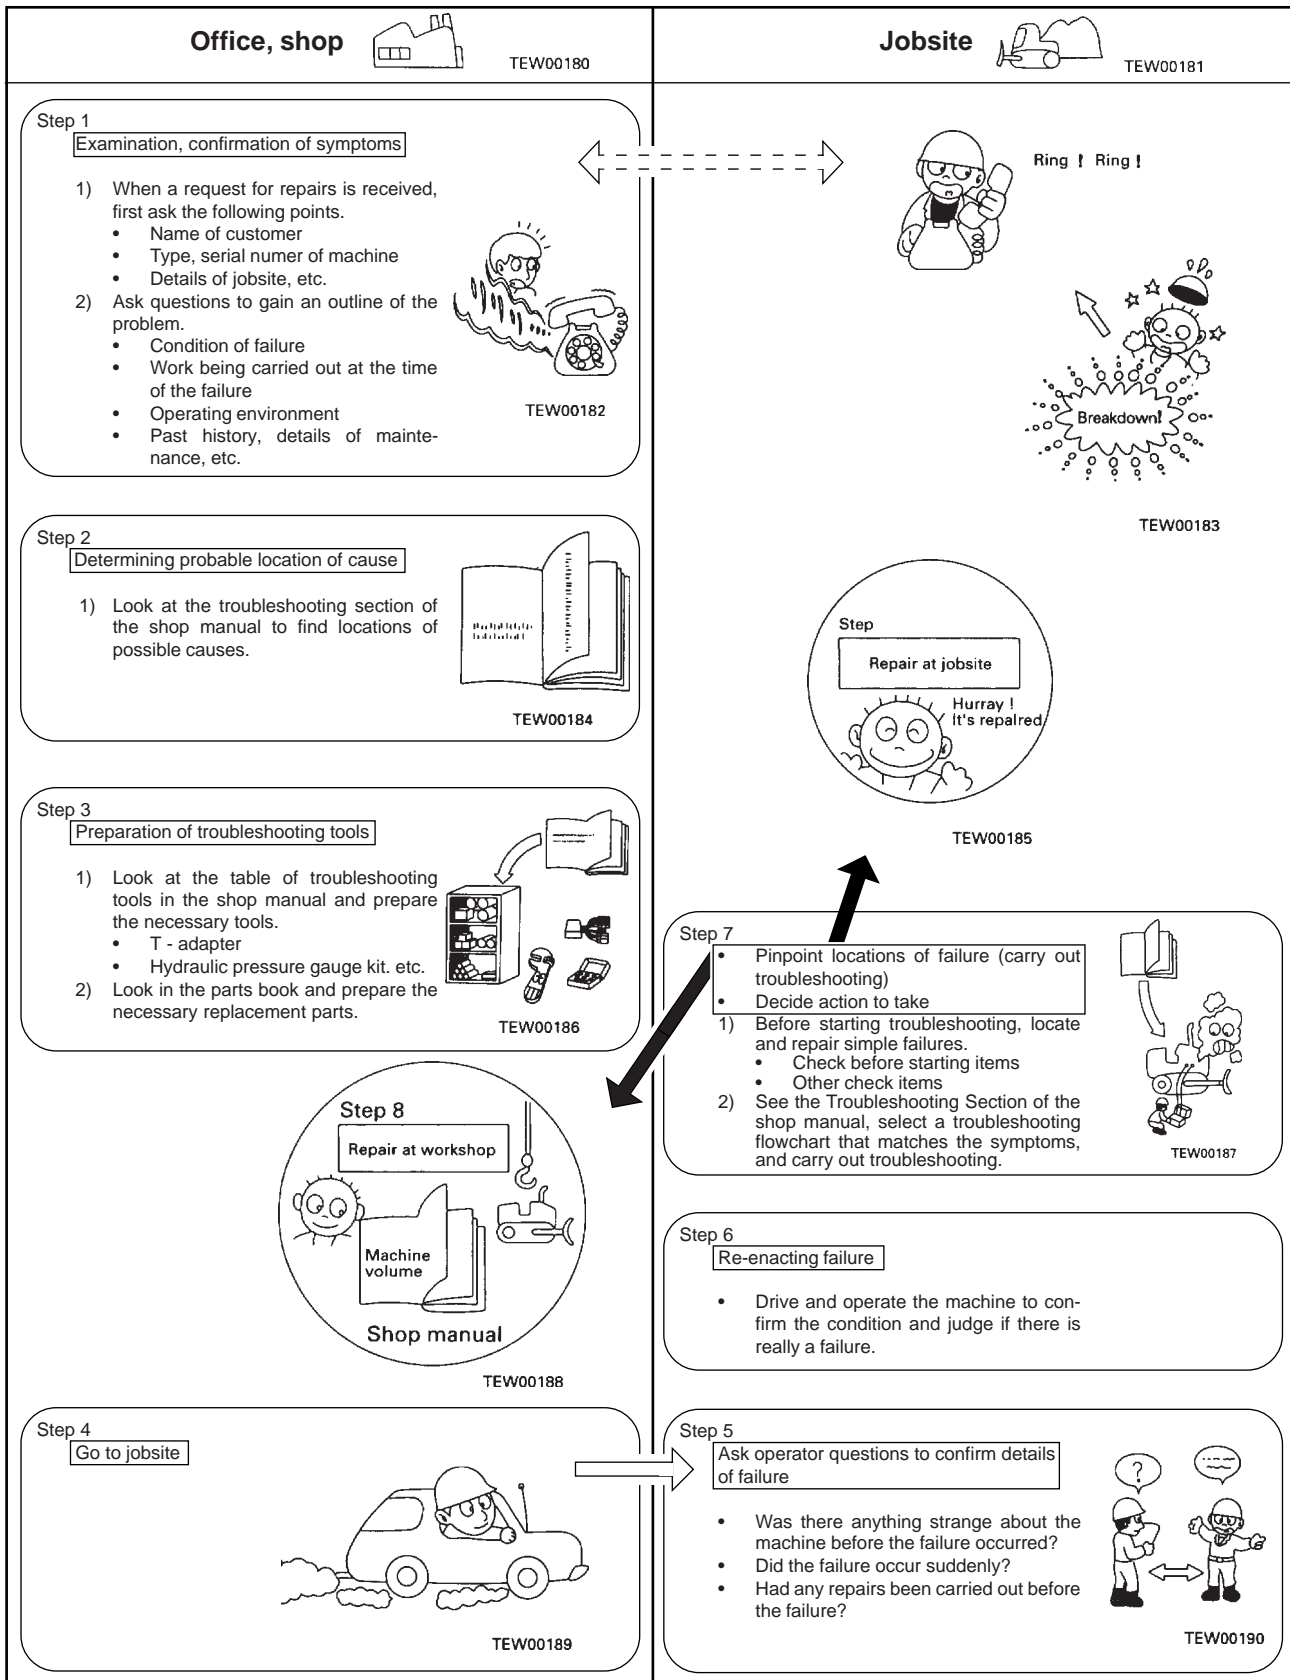 Office, shop
TEW00180
Jobsite
TEW00181
Step 1
Examination, confirmation of symptoms
1) When a request for repairs is received,
first ask the following points.
• Name of customer
• Type, serial numer of machine
• Details of jobsite, etc.
2) Ask questions to gain an outline of the
problem.
• Condition of failure
• Work being carried out at the time
of the failure
• Operating environment
• Past history, details of mainte-
nance, etc.
TEW00182
Ring ! Ring !
Breakdown!
TEW00183
Step 2
Determining probable location of cause
1) Look at the troubleshooting section of
the shop manual to find locations of
possible causes.
TEW00184
Step
Repair at jobsite
Hurray !
It's repaired
TEW00185
Step 3
Preparation of troubleshooting tools
1) Look at the table of troubleshooting
tools in the shop manual and prepare
the necessary tools.
• T - adapter
• Hydraulic pressure gauge kit. etc.
2) Look in the parts book and prepare the
necessary replacement parts.
TEW00186
Step 7
• Pinpoint locations of failure (carry out
troubleshooting)
• Decide action to take
1) Before starting troubleshooting, locate
and repair simple failures.
• Check before starting items
• Other check items
2) See the Troubleshooting Section of the
shop manual, select a troubleshooting
flowchart that matches the symptoms,
and carry out troubleshooting.
TEW00187
Step 8
Repair at workshop
Machine
volume
Shop manual
TEW00188
Step 6
Re-enacting failure
• Drive and operate the machine to con-
firm the condition and judge if there is
really a failure.
Step 4
Go to jobsite
TEW00189
Step 5
Ask operator questions to confirm details
of failure
• Was there anything strange about the
machine before the failure occurred?
• Did the failure occur suddenly?
• Had any repairs been carried out before
the failure?
?
TEW00190